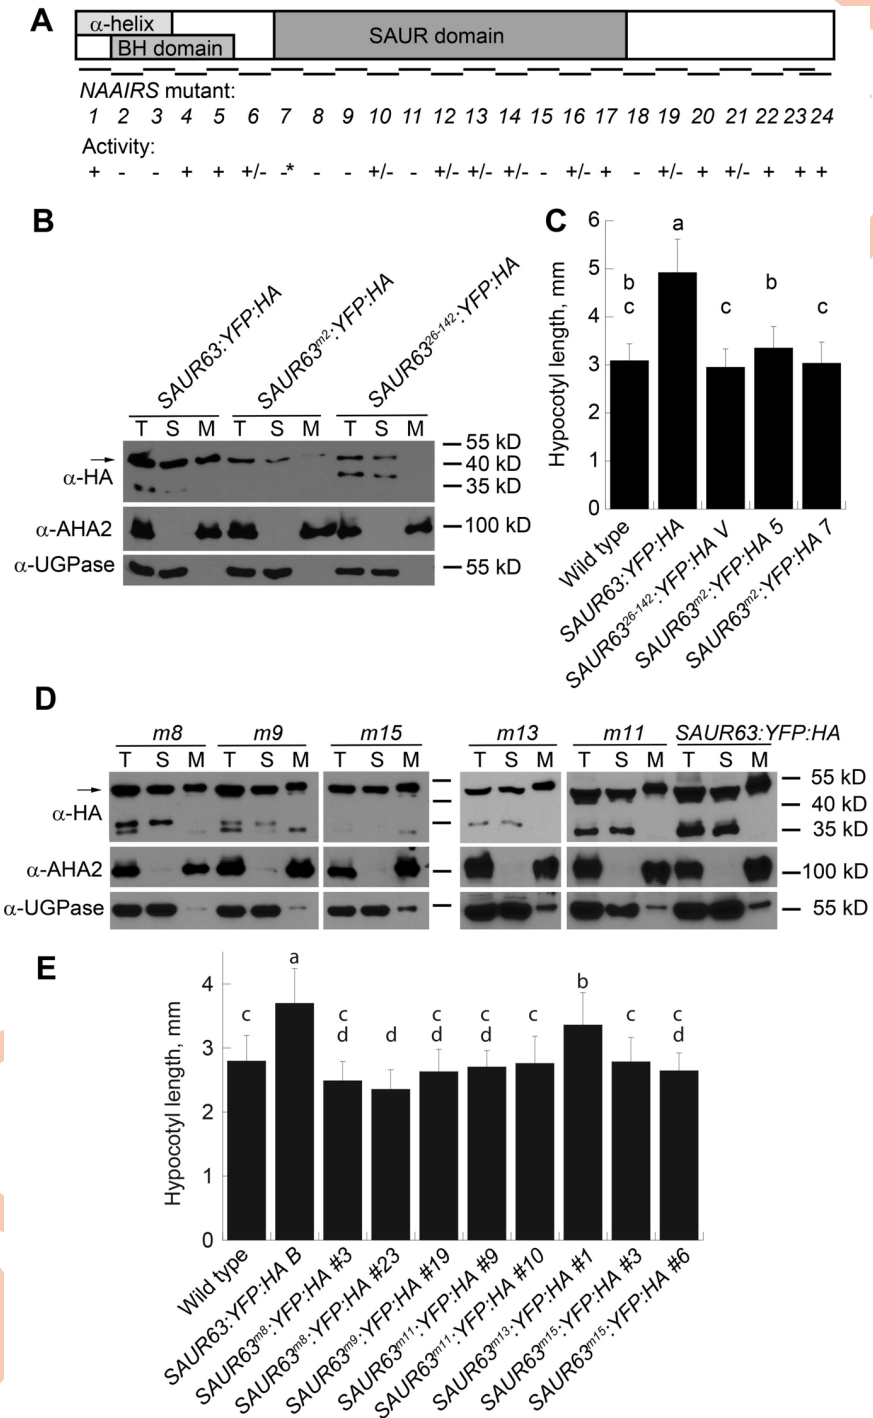 A
α-helix
BH domain
SAUR domain
NAAIRS mutant:
1 2 3 4 5 6 7 8 9 10 11 12 13 14 15 16 17 18 19 20 21 22 23 24
Activity:
+ - - + + +/- -* - - +/- - +/- +/- +/- - +/- + - +/- + +/- + + +
B
SAUR63:YFP:HA
SAUR63m2:YFP:HA
SAUR6326-142:YFP:HA
T S M T S M T S M
α-HA
55 kD
40 kD
35 kD
α-AHA2
100 kD
α-UGPase
55 kD
C
Hypocotyl length, mm
6
5
4
3
2
1
0
b
c
a
c
b
c
Wild type
SAUR63:YFP:HA
SAUR6326-142:YFP:HA V
SAUR63m2:YFP:HA 5
SAUR63m2:YFP:HA 7
D
m8 m9 m15 m13 m11 SAUR63:YFP:HA
T S M T S M T S M T S M T S M T S M
α-HA
55 kD
40 kD
35 kD
α-AHA2
100 kD
α-UGPase
55 kD
E
Hypocotyl length, mm
4
3
2
1
0
c
a
c
d
d
c
d
c
d
c
b
c
c
d
Wild type
SAUR63:YFP:HA B
SAUR63m8:YFP:HA #3
SAUR63m8:YFP:HA #23
SAUR63m9:YFP:HA #19
SAUR63m11:YFP:HA #9
SAUR63m11:YFP:HA #10
SAUR63m13:YFP:HA #1
SAUR63m15:YFP:HA #3
SAUR63m15:YFP:HA #6